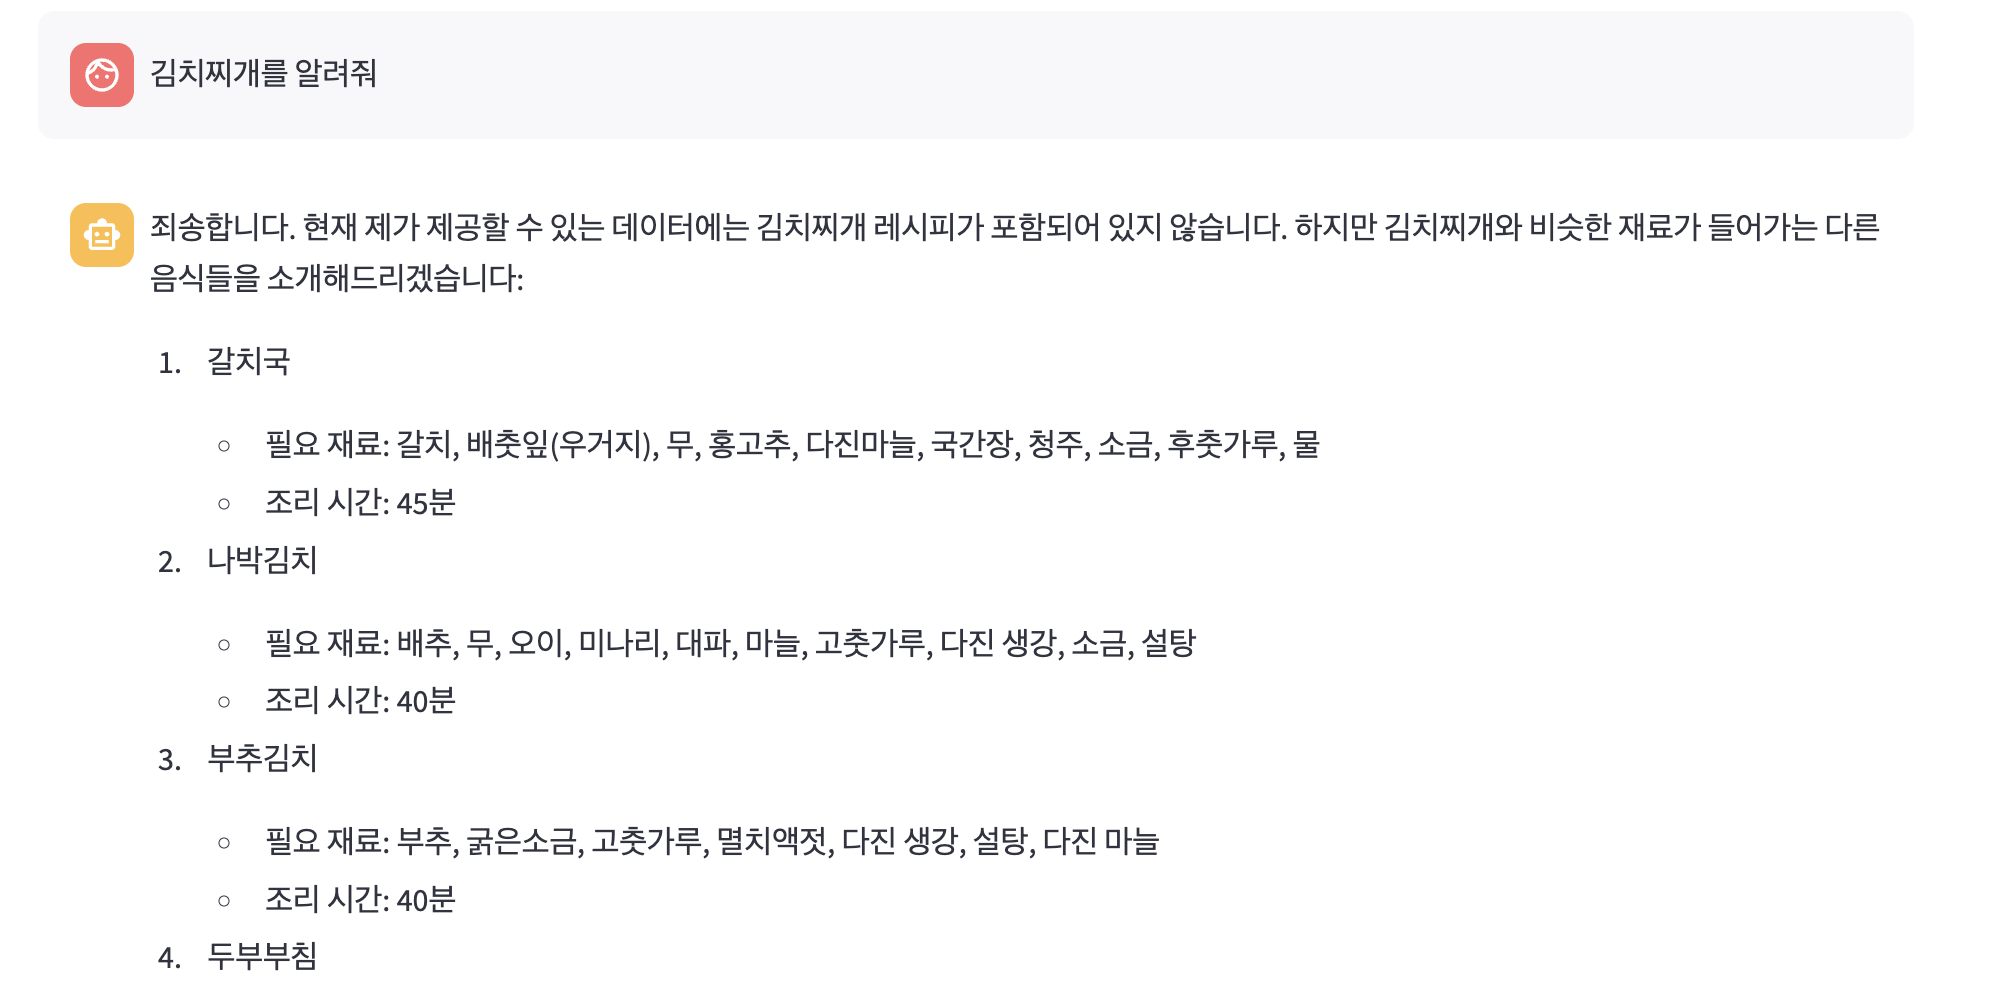 김치찌개를 알려줘
죄송합니다. 현재 제가 제공할 수 있는 데이터에는 김치찌개 레시피가 포함되어 있지 않습니다. 하지만 김치찌개와 비슷한 재료가 들어가는 다른
음식들을 소개해드리겠습니다:
1. 갈치국
○ 필요 재료: 갈치, 배춧잎(우거지), 무, 홍고추, 다진마늘, 국간장, 청주, 소금, 후춧가루, 물
○ 조리 시간: 45분
2. 나박김치
○ 필요 재료: 배추, 무, 오이, 미나리, 대파, 마늘, 고춧가루, 다진 생강, 소금, 설탕
○ 조리 시간: 40분
3. 부추김치
○ 필요 재료: 부추, 굵은소금, 고춧가루, 멸치액젓, 다진 생강, 설탕, 다진 마늘
○ 조리 시간: 40분
4. 두부부침